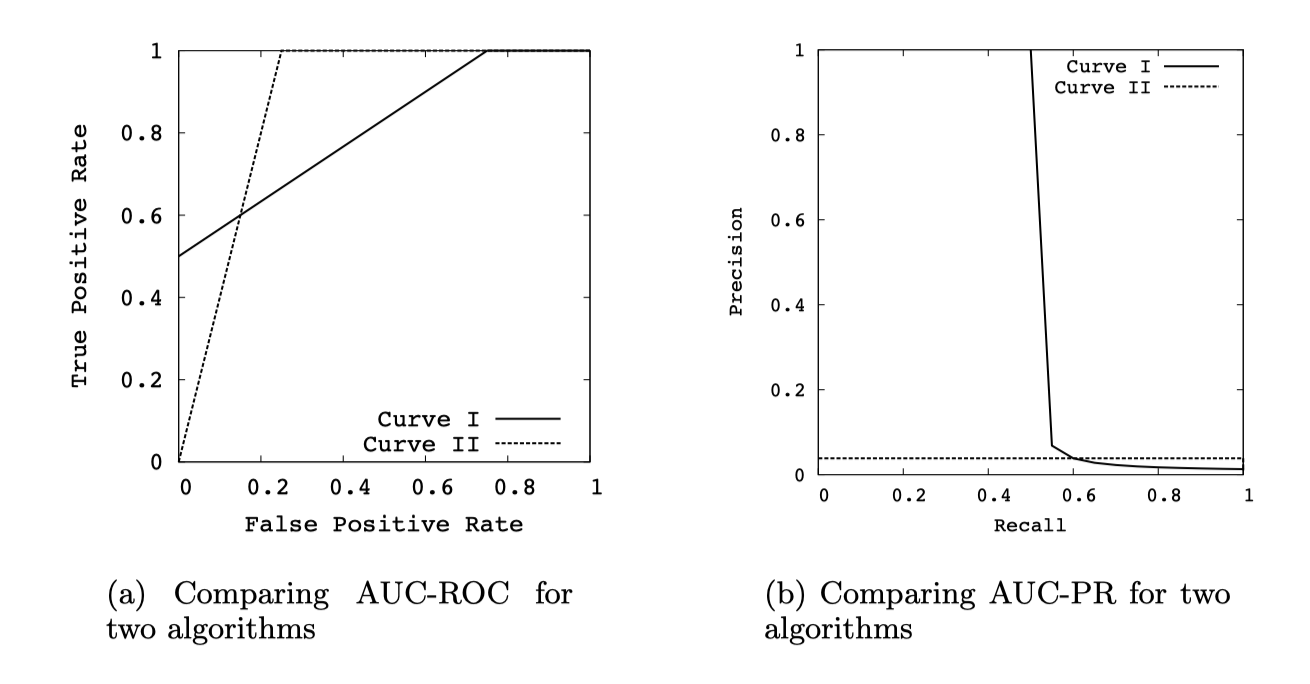 1
0.8
0.6
0.4
0.2
0
True Positive Rate
Curve I
Curve II
0 0.2 0.4 0.6 0.8 1
False Positive Rate
(a) Comparing AUC-ROC for
two algorithms
1
0.8
0.6
0.4
0.2
0
Precision
Curve I
Curve II
0 0.2 0.4 0.6 0.8 1
Recall
(b) Comparing AUC-PR for two
algorithms